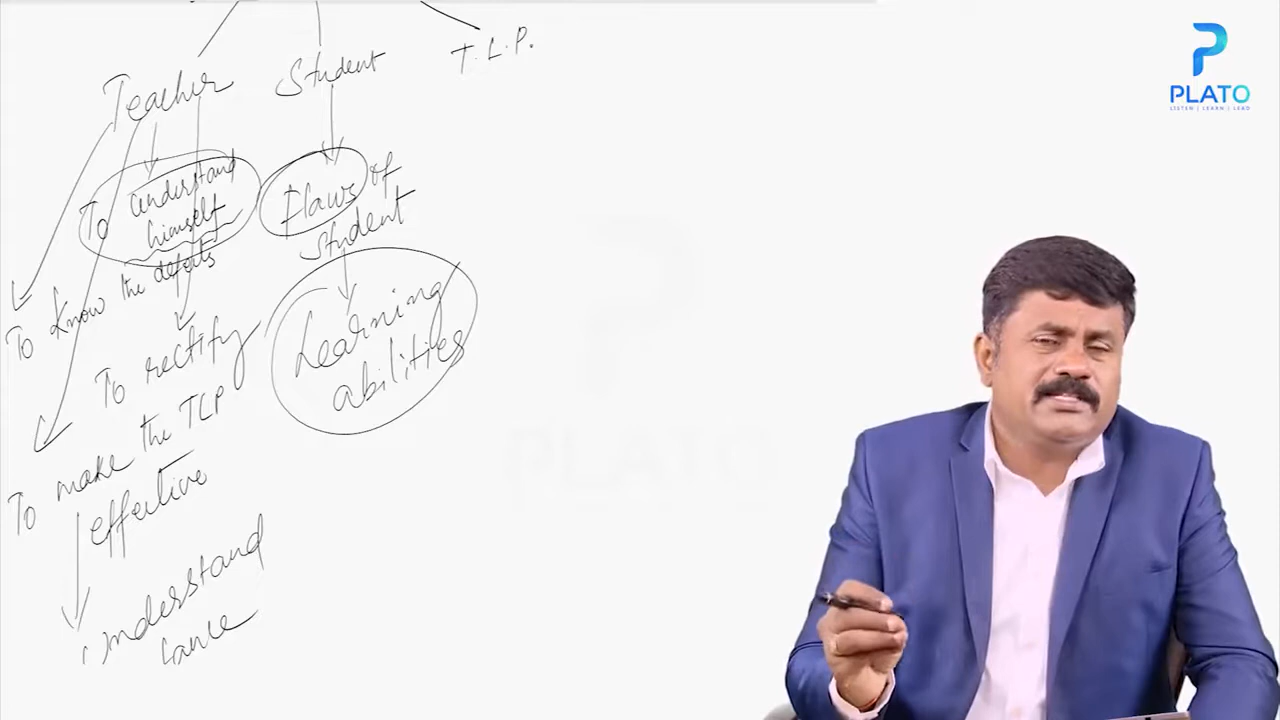 Teacher
Student
T.L.P.
To understand
himself
Flaws of
Student
To know the defects
Learning
abilities
To rectify
To make the TLP
effective
Understand
PLATO
LISTEN | LEARN | LEAD
PLATO